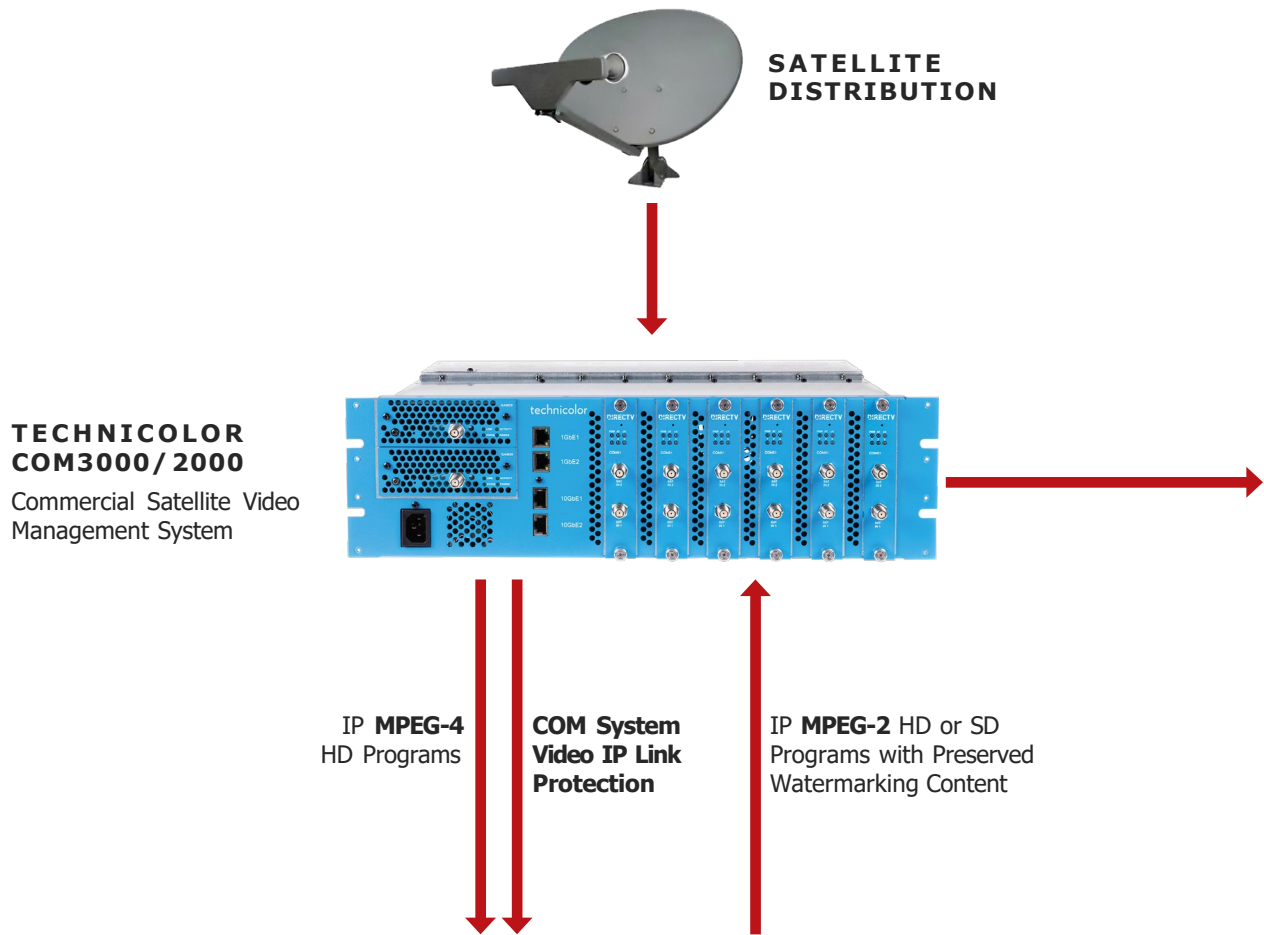 SATELLITE
DISTRIBUTION
TECHNICOLOR
COM3000/2000
Commercial Satellite Video
Management System
technicolor
1GbE1
1GbE2
10GbE1
10GbE2
DIRECTV DIRECTV DIRECTV DIRECTV DIRECTV DIRECTV
IP MPEG-4
HD Programs
COM System
Video IP Link
Protection
IP MPEG-2 HD or SD
Programs with Preserved
Watermarking Content